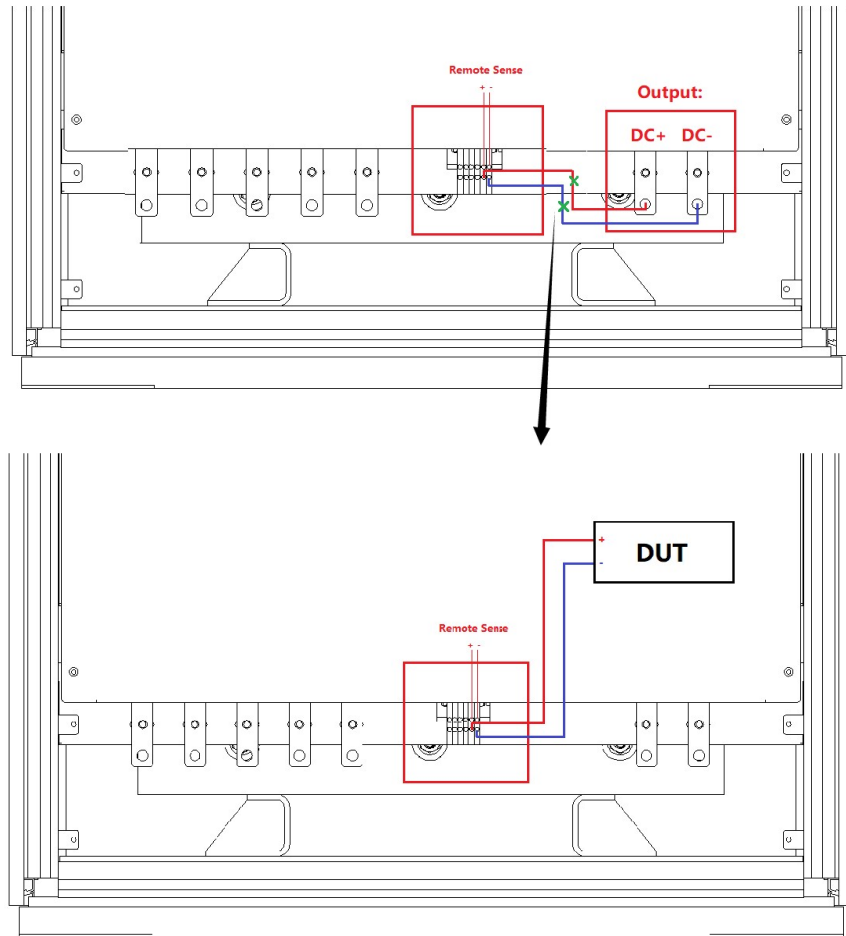 Remote Sense
+ -
Output:
DC+ DC-
+
DUT
-
Remote Sense
+ -